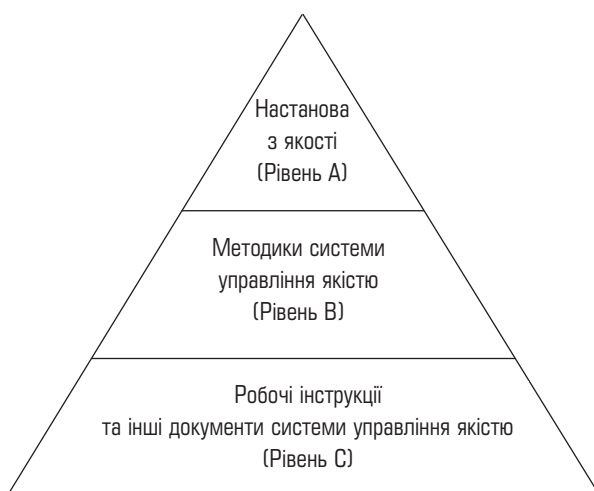 Настанова
з якості
(Рівень А)
Методики системи
управління якістю
(Рівень В)
Робочі інструкції
та інші документи системи управління якістю
(Рівень С)